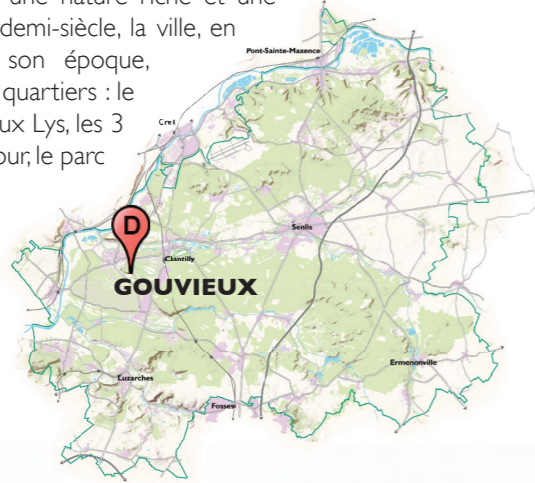 une nature riche et une
demi-siècle, la ville, en
son époque,
quartiers : le
ux Lys, les 3
our, le parc
Pont-Sainte-Maxence
Creil
Senlis
D
Chantilly
GOUVIEUX
Ermenonville
Luzarches
Fosses